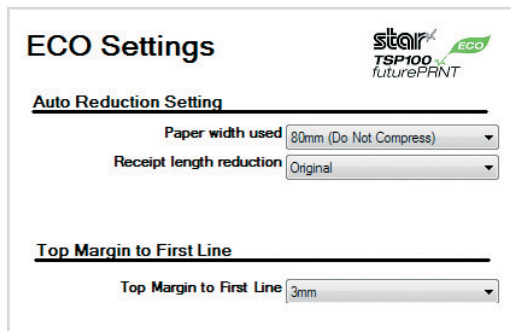 ECO Settings
star
ECO
TSP100
futurePRNT
Auto Reduction Setting
Paper width used 80mm (Do Not Compress)
Receipt length reduction Original
Top Margin to First Line
Top Margin to First Line 3mm